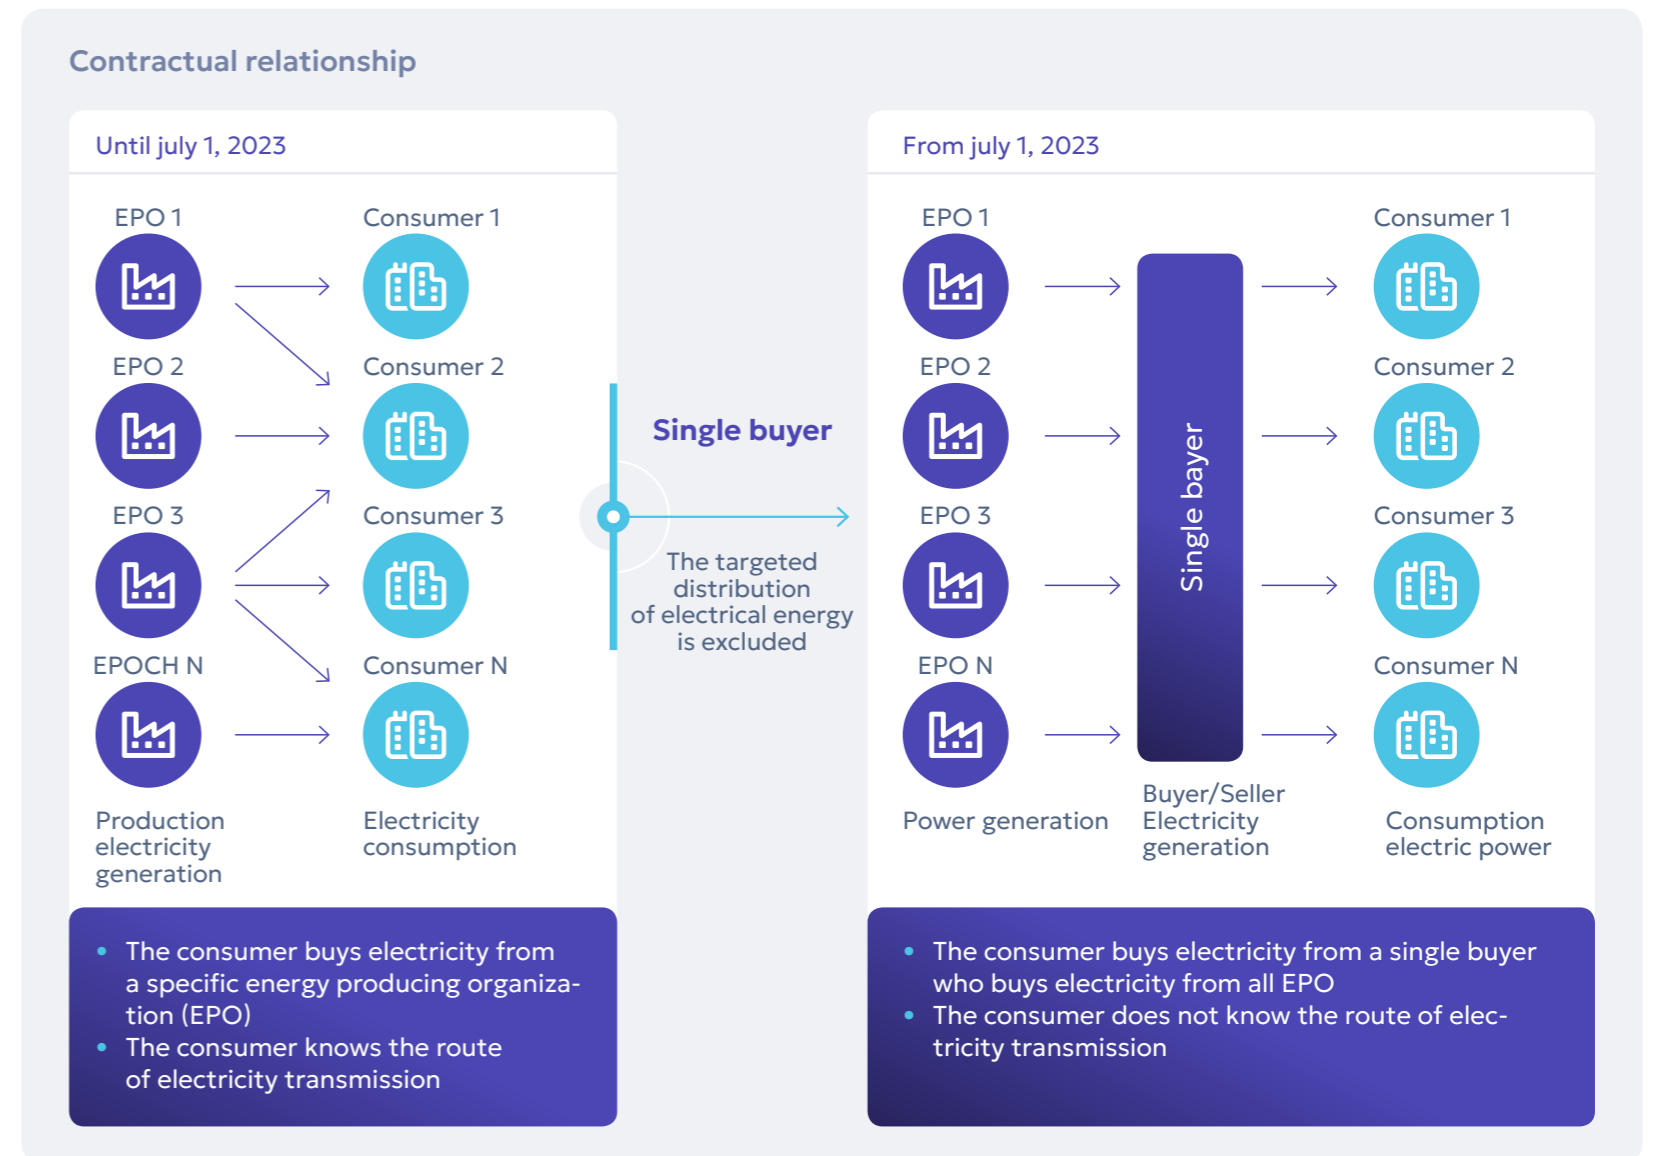 Contractual relationship
Until july 1, 2023
EPO 1
Consumer 1
EPO 2
Consumer 2
EPO 3
Consumer 3
EPOCH N
Consumer N
Production
electricity
generation
Electricity
consumption
The consumer buys electricity from
a specific energy producing organiza-
tion (EPO)
The consumer knows the route
of electricity transmission
Single buyer
The targeted
distribution
of electrical energy
is excluded
From july 1, 2023
EPO 1
Consumer 1
EPO 2
Consumer 2
EPO 3
Consumer 3
EPO N
Consumer N
Single bayer
Power generation
Buyer/Seller
Electricity
generation
Consumption
electric power
The consumer buys electricity from a single buyer
who buys electricity from all EPO
The consumer does not know the route of elec-
tricity transmission